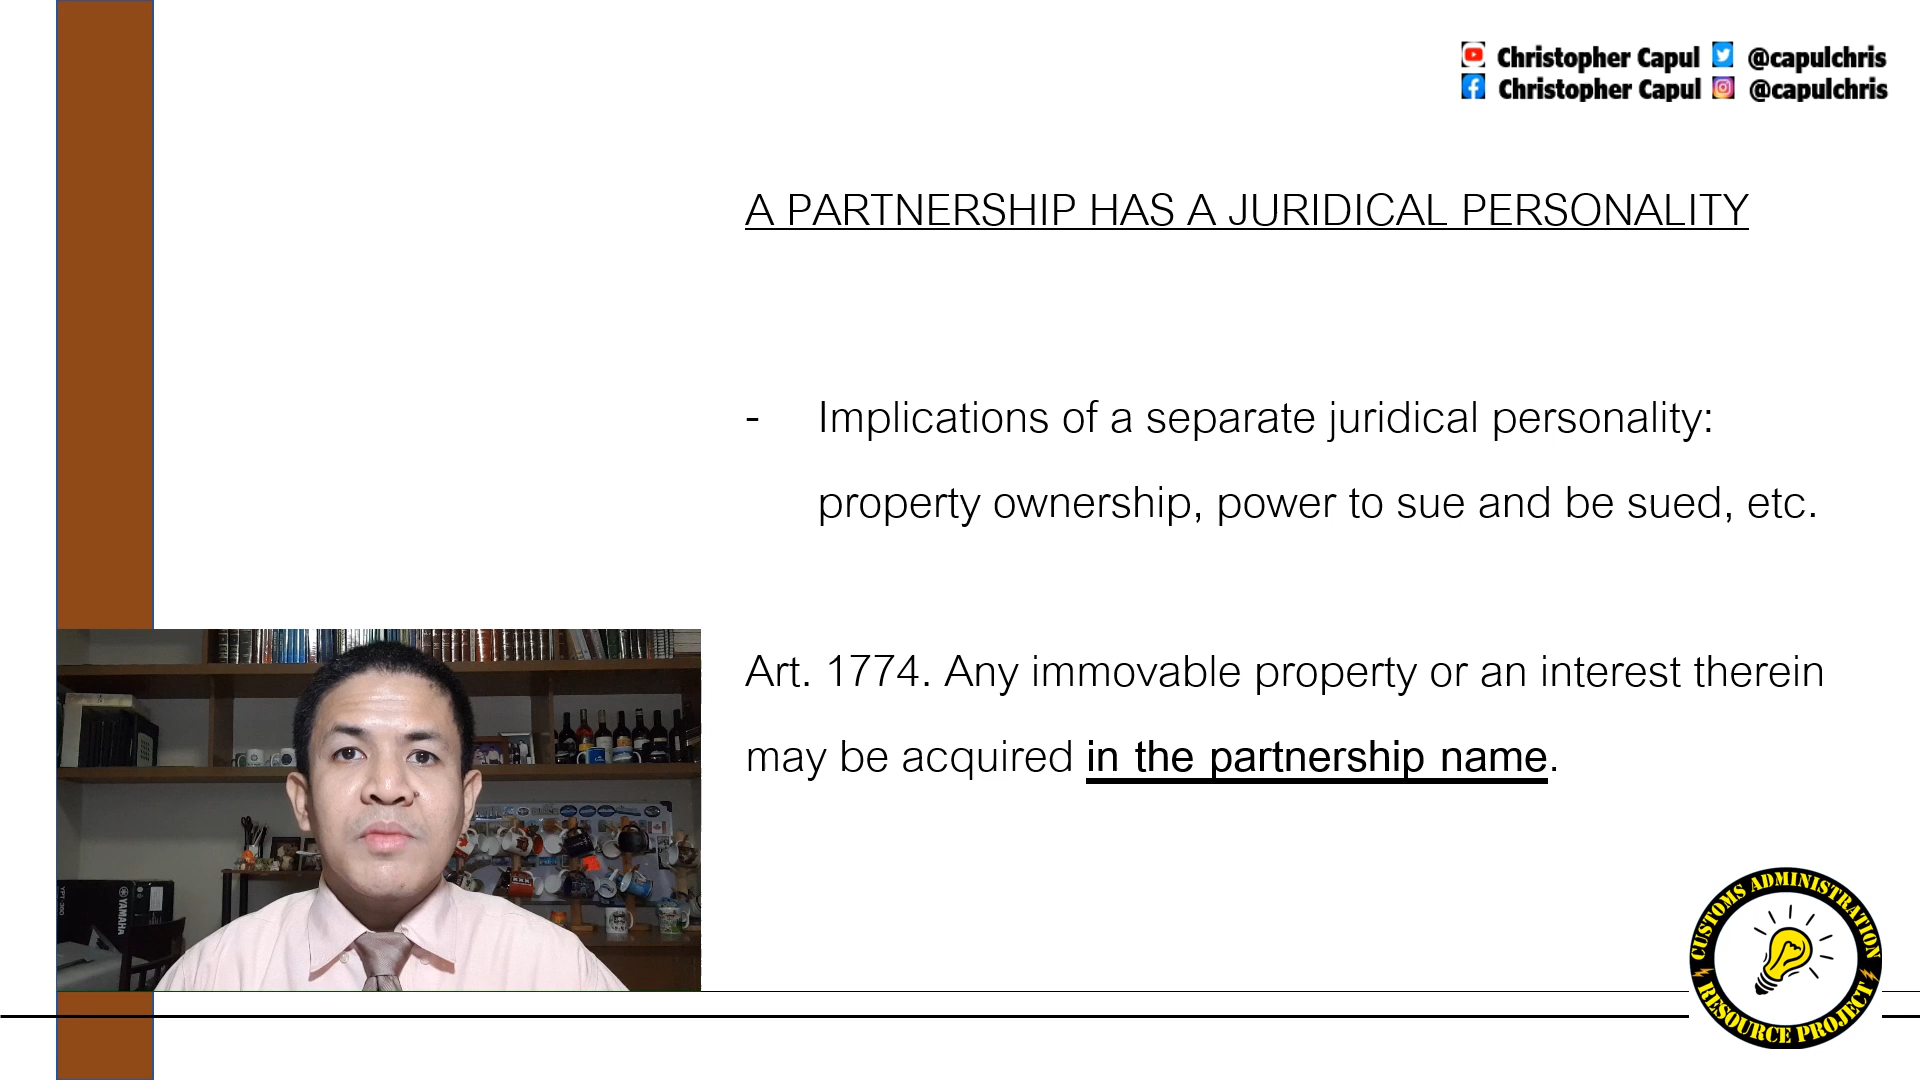 Christopher Capul @capulchris
Christopher Capul @capulchris
A PARTNERSHIP HAS A JURIDICAL PERSONALITY
- Implications of a separate juridical personality:
property ownership, power to sue and be sued, etc.
Art. 1774. Any immovable property or an interest therein
may be acquired in the partnership name.
YAMAHA
CUSTOMS ADMINISTRATION
RESOURCE PROJECT